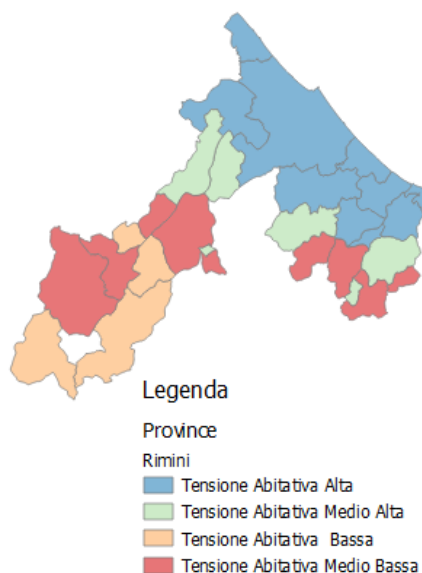 Legenda
Province
Rimini
Tensione Abitativa Alta
Tensione Abitativa Medio Alta
Tensione Abitativa Bassa
Tensione Abitativa Medio Bassa